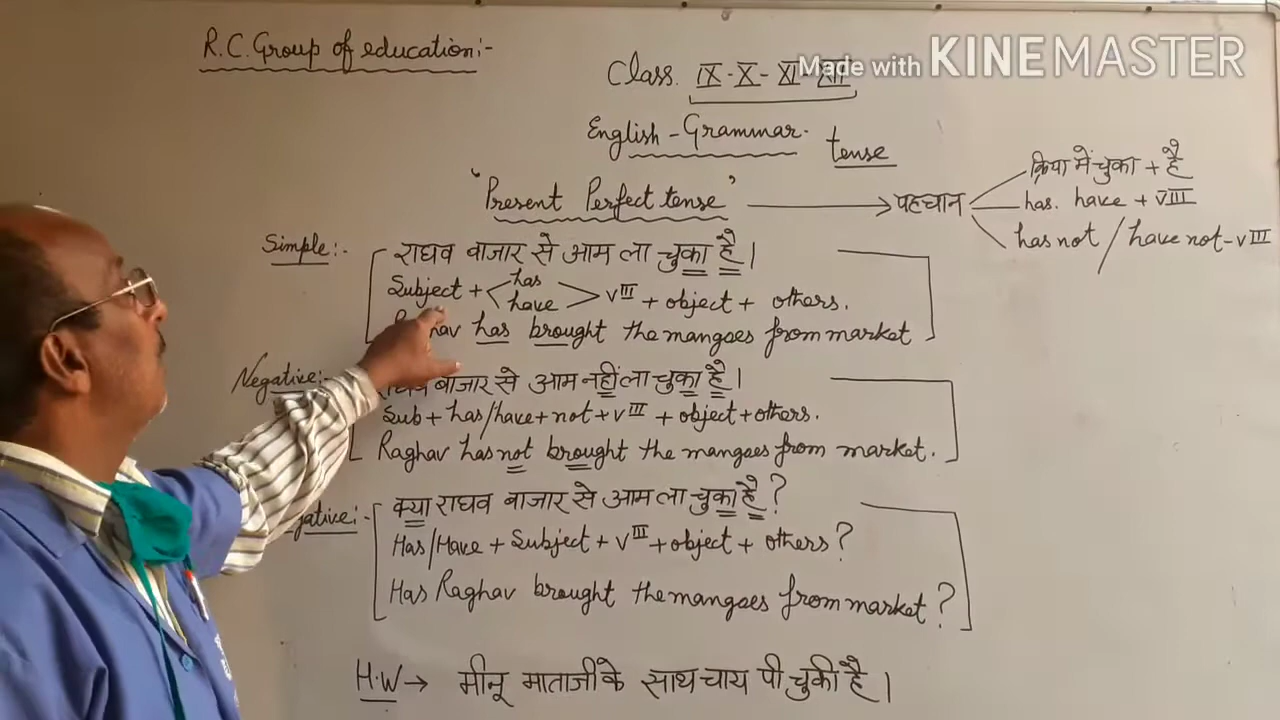 R.C. Group of education:-
Made with KINEMASTER
Class. IX - X - XI - XII
English - Grammar.
tense
"Present Perfect tense" → पहचान
क्रिया में चुका + है
has. have + VIII
has not / have not - VIII
Simple:- राघव बाजार से आम ला चुका है।
Subject + has have VIII + object + others.
has brought the mangoes from market
Negative:- बाजार से आम नहीं ला चुका है।
Sub + has/have + not + VIII + object + others.
Raghav has not brought the mangoes from market.
gative:- क्या राघव बाजार से आम ला चुका है?
Has/Have + Subject + VIII + object + others?
Has Raghav brought the mangoes from market?
H.W → मीनू माताजी के साथ चाय पी चुकी है।